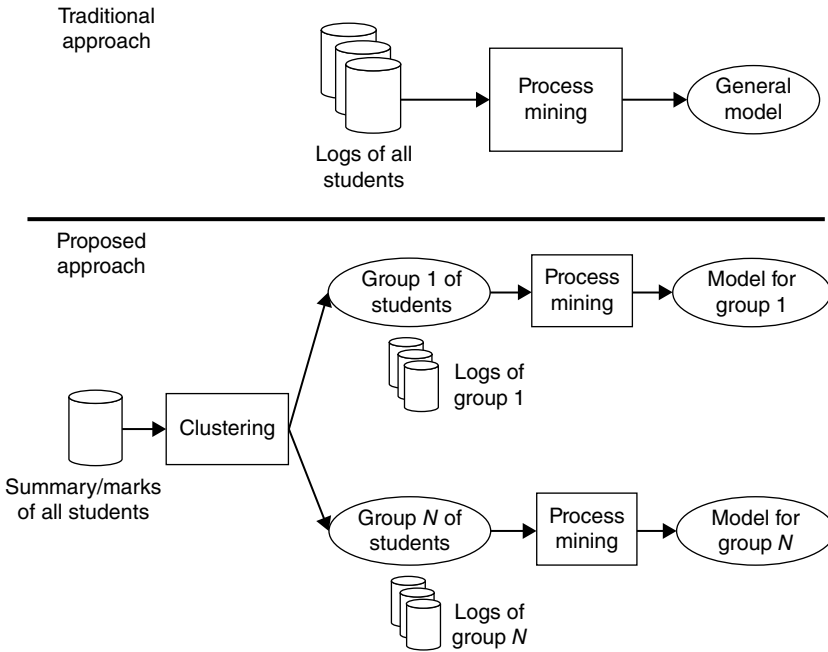 Traditional
approach
Process
mining
General
model
Logs of all
students
Proposed
approach
Group 1 of
students
Process
mining
Model for
group 1
Logs of
group 1
Clustering
Summary/marks
of all students
Group N of
students
Process
mining
Model for
group N
Logs of
group N